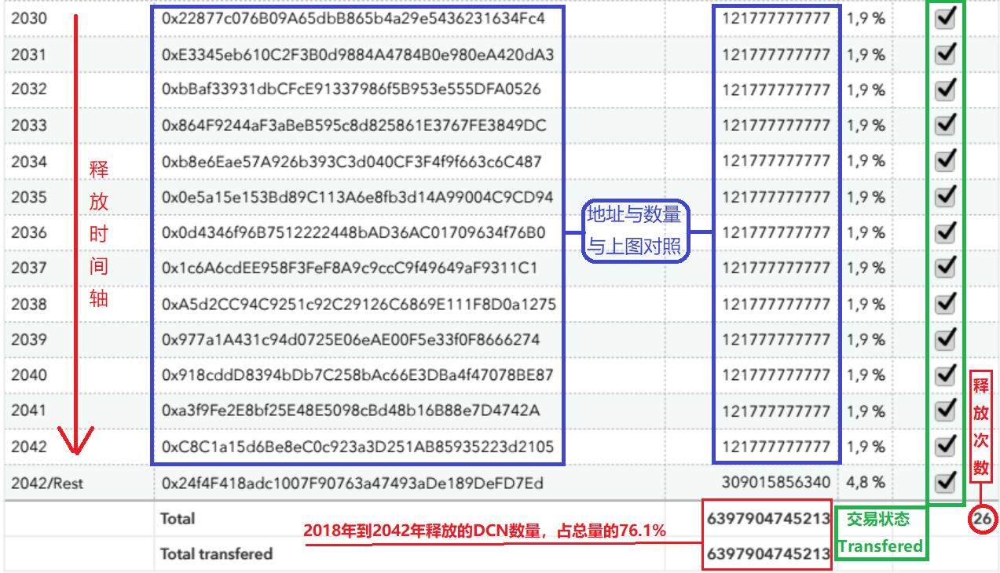 2030 0x22877c076B09A65dbB865b4a29e5436231634Fc4 121777777777 1,9 %
2031 0xE3345eb610C2F3B0d9884A4784B0e980eA420dA3 121777777777 1,9 %
2032 0xbBaf33931dbCFcE91337986f5B953e555DFA0526 121777777777 1,9 %
2033 0x864F9244aF3aBeB595c8d825861E3767FE3849DC 121777777777 1,9 %
2034 0xb8e6Eae57A926b393C3d040CF3F4f9f663c6C487 121777777777 1,9 %
2035 0x0e5a15e153Bd89C113A6e8fb3d14A99004C9CD94 121777777777 1,9 %
2036 0x0d4346f96B7512222448bAD36AC01709634f76B0 121777777777 1,9 %
2037 0x1c6A6cdEE958F3FeF8A9c9ccC9f49649aF9311C1 121777777777 1,9 %
2038 0xA5d2CC94C9251c92C29126C6869E111F8D0a1275 121777777777 1,9 %
2039 0x977a1A431c94d0725E06eAE00F5e33f0F8666274 121777777777 1,9 %
2040 0x918cddD8394bDb7C258bAc66E3DBa4f47078BE87 121777777777 1,9 %
2041 0xa3f9Fe2E8bf25E48E5098cBd48b16B88e7D4742A 121777777777 1,9 %
2042 0xC8C1a15d6Be8eC0c923a3D251AB85935223d2105 121777777777 1,9 %
2042/Rest 0x24f4F418adc1007F90763a47493aDe189DeFD7Ed 309015856340 4,8 %
Total 6397904745213 26
Total transfered 6397904745213
释放时间轴
地址与数量
与上图对照
释放次数
2018年到2042年释放的DCN数量，占总量的76.1%
交易状态
Transfered